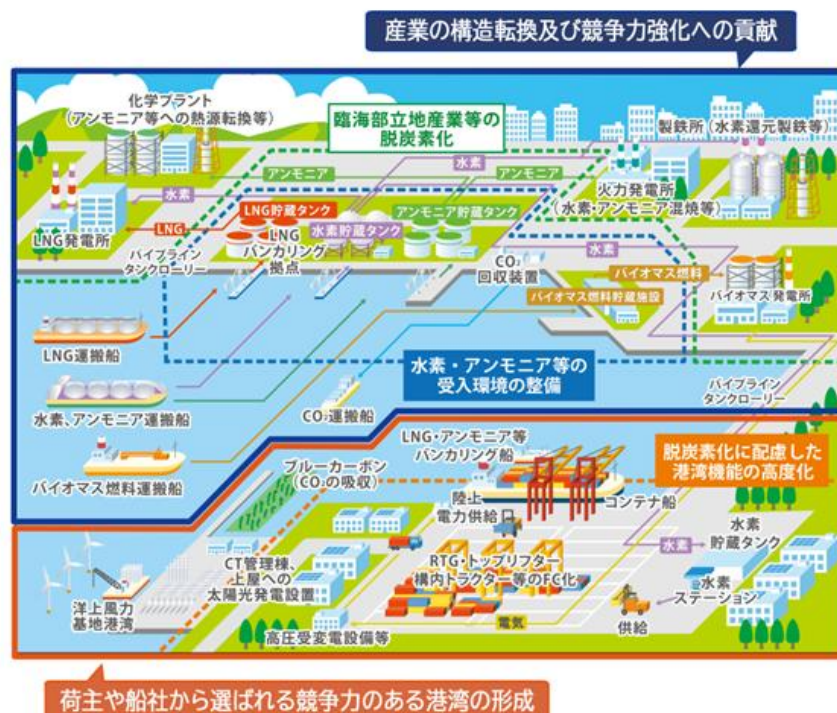 産業の構造転換及び競争力強化への貢献
化学プラント
(アンモニア等への熱源転換等)
臨海部立地産業等の
脱炭素化
製鉄所(水素還元製鉄等)
水素
アンモニア
アンモニア
水素
火力発電所
(水素・アンモニア混焼等)
LNG貯蔵タンク
アンモニア貯蔵タンク
水素貯蔵タンク
LNG
LNG発電所
LNG
バンカリング
拠点
パイプライン
タンクローリー
CO₂
回収装置
水素
バイオマス燃料
バイオマス燃料貯蔵施設
バイオマス発電所
LNG運搬船
水素・アンモニア等の
受入環境の整備
水素、アンモニア運搬船
CO₂運搬船
パイプライン
タンクローリー
バイオマス燃料運搬船
LNG・アンモニア等
バンカリング船
脱炭素化に配慮した
港湾機能の高度化
ブルーカーボン
(CO₂の吸収)
陸上
電力供給
コンテナ船
水素
貯蔵タンク
水素
CT管理棟、
上屋への
太陽光発電設置
RTG・トップリフター
構内トラクター等のFC化
水素
ステーション
洋上風力
基地港湾
電気
供給
高圧受変電設備等
荷主や船社から選ばれる競争力のある港湾の形成